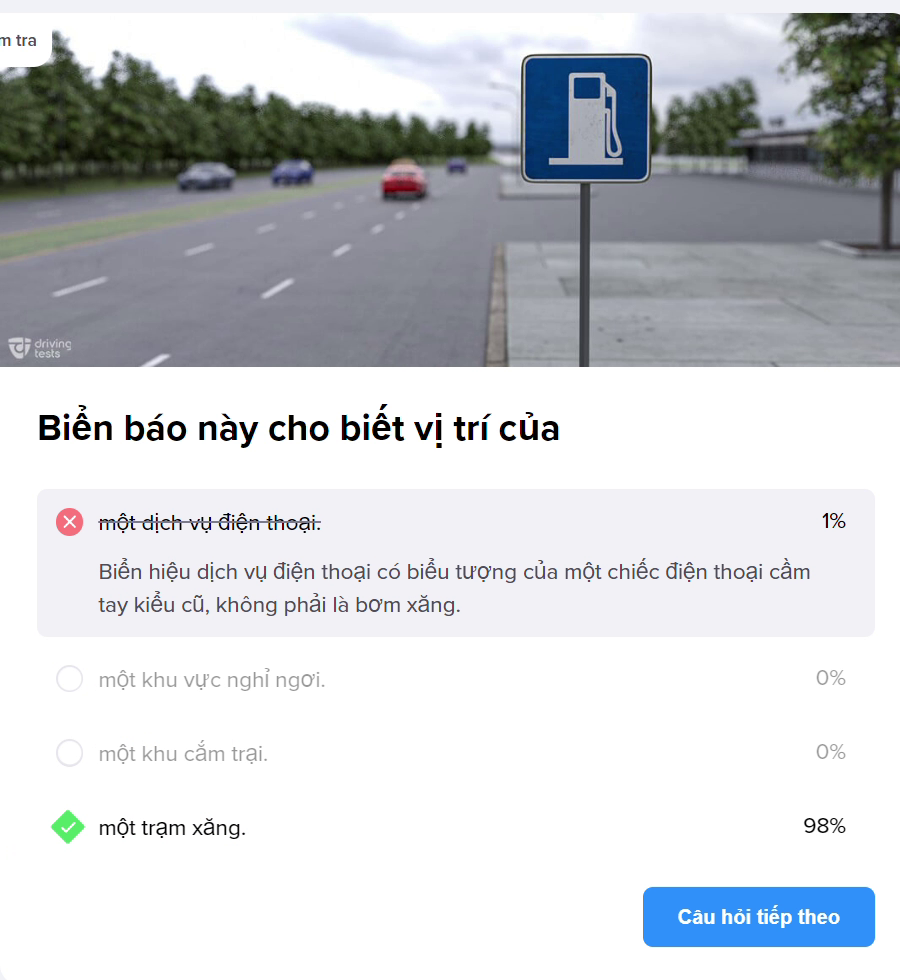 m tra
driving
tests
Biển báo này cho biết vị trí của
một dịch vụ điện thoại.
1%
Biển hiệu dịch vụ điện thoại có biểu tượng của một chiếc điện thoại cầm
tay kiểu cũ, không phải là bơm xăng.
một khu vực nghỉ ngơi.
0%
một khu cắm trại.
0%
một trạm xăng.
98%
Câu hỏi tiếp theo